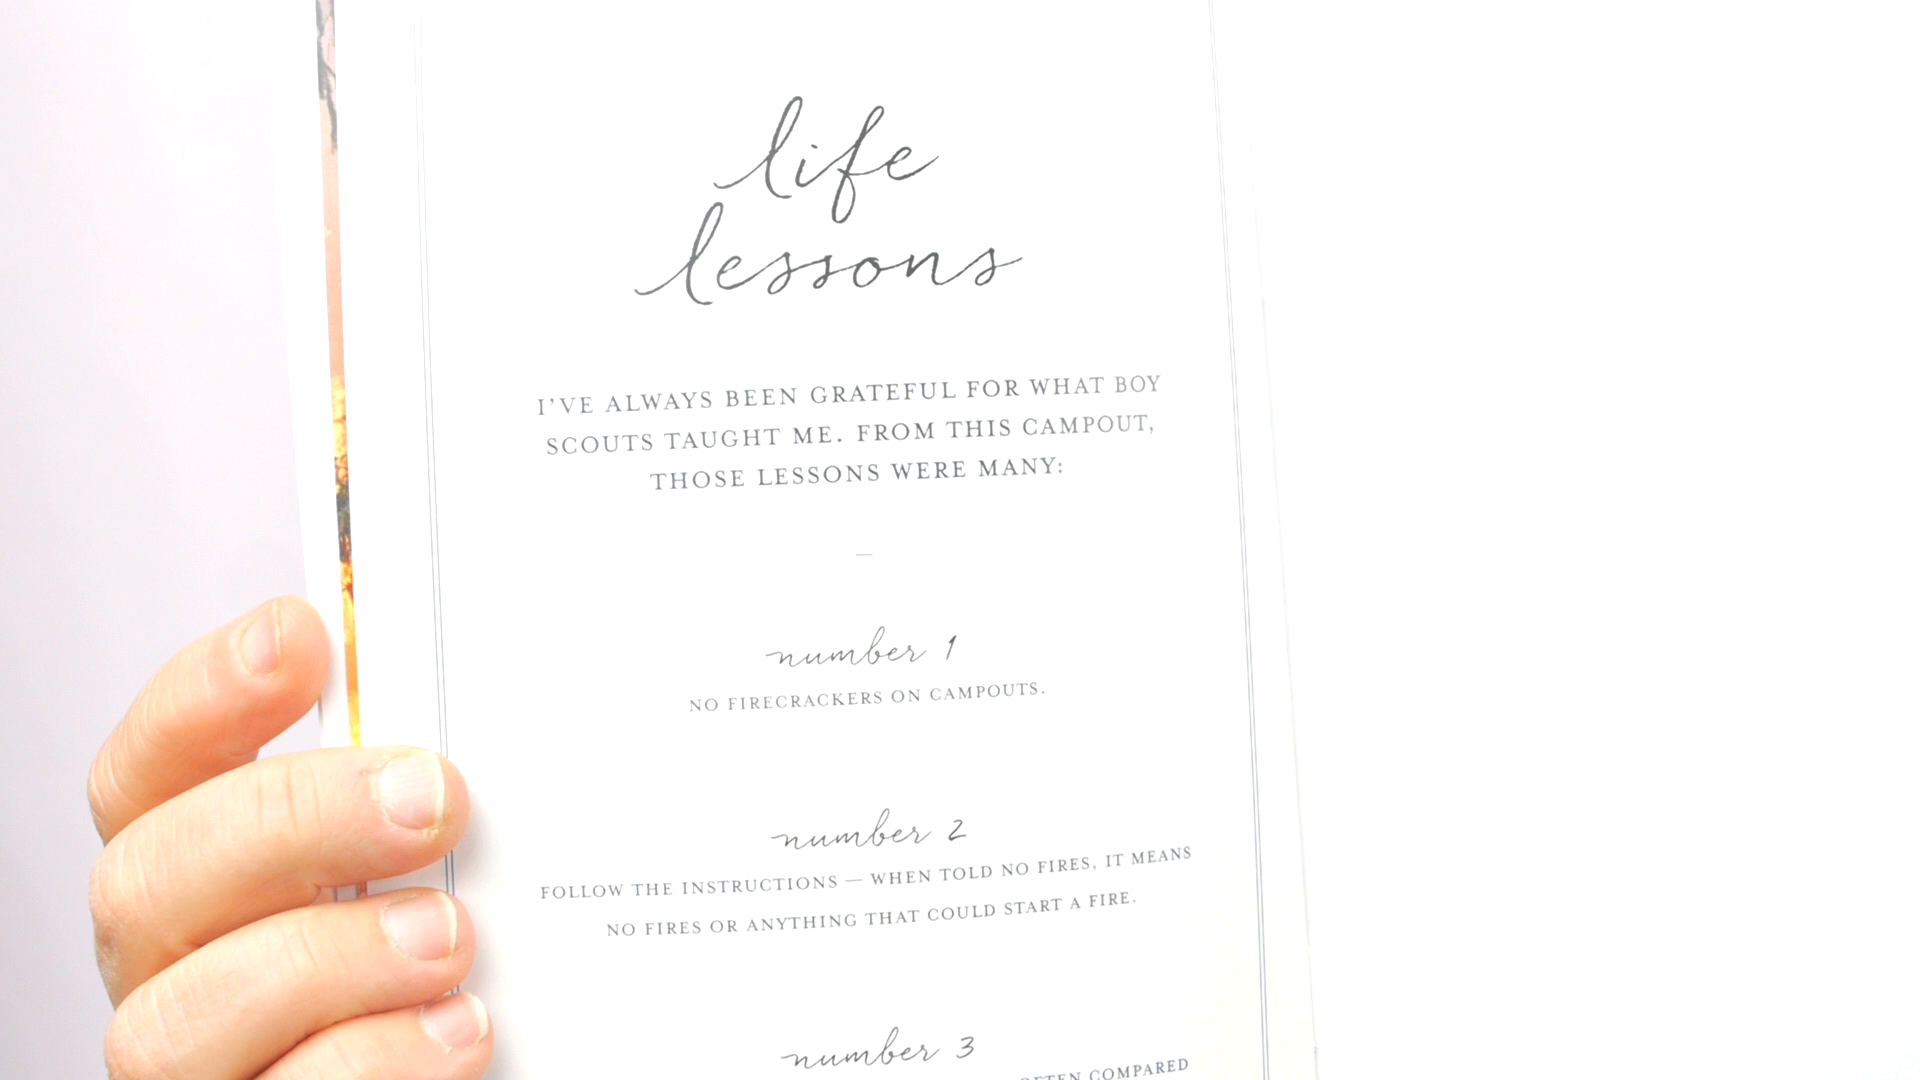 life
lessons
I'VE ALWAYS BEEN GRATEFUL FOR WHAT BOY
SCOUTS TAUGHT ME. FROM THIS CAMPOUT,
THOSE LESSONS WERE MANY:
—
number 1
NO FIRECRACKERS ON CAMPOUTS.
number 2
FOLLOW THE INSTRUCTIONS — WHEN TOLD NO FIRES, IT MEANS
NO FIRES OR ANYTHING THAT COULD START A FIRE.
number 3
OFTEN COMPARED